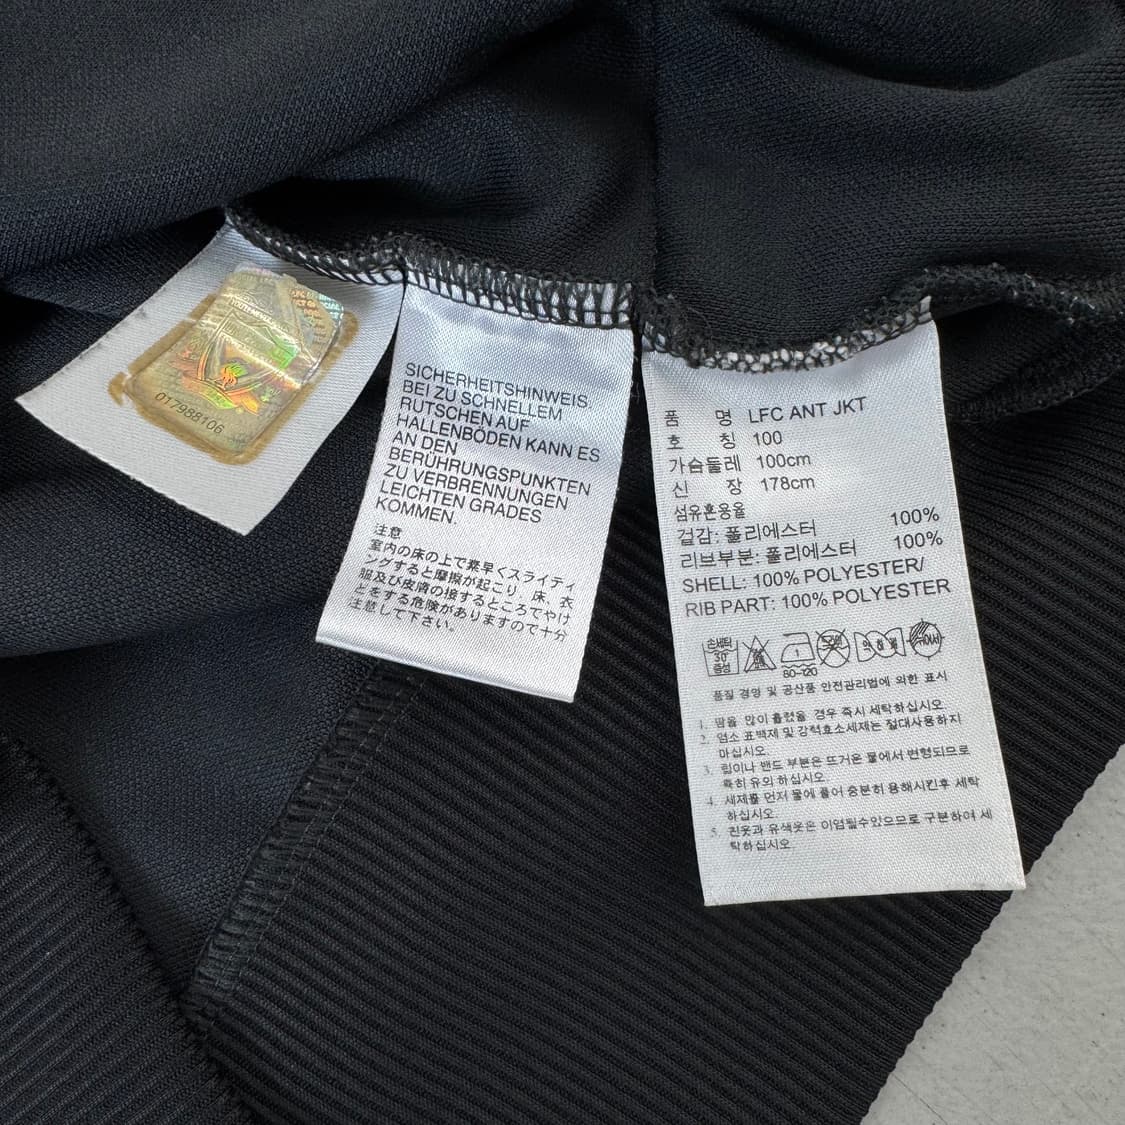 YOU'LL NEVER
017988106
SICHERHEITSHINWEIS.
BEI ZU SCHNELLEM
RUTSCHEN AUF
HALLENBÖDEN KANN ES
AN DEN
BERÜHRUNGSPUNKTEN
ZU VERBRENNUNGEN
LEICHTEN GRADES
KOMMEN.
注意
室内の床の上で素早くスライティ
ングすると摩擦が起こり、床、衣
服及び皮膚の接するところでやけ
どをする危険がありますので十分
注意して下さい。
품 명 LFC ANT JKT
호 칭 100
가슴둘레 100cm
신 장 178cm
섬유혼용율
겉감: 폴리에스터 100%
리브부분: 폴리에스터 100%
SHELL: 100% POLYESTER/
RIB PART: 100% POLYESTER
손세탁
30
중성
80~120
품질 경영 및 공산품 안전관리법에 의한 표시
1. 땀을 많이 흘렸을 경우 즉시 세탁하십시오.
2. 염소 표백제 및 강력효소세제는 절대사용하지
마십시오.
3. 립이나 밴드 부분은 뜨거운 물에서 변형되므로
특히 유의 하십시오.
4. 세제를 먼저 물에 풀어 충분히 용해시킨후 세탁
하십시오.
5. 흰옷과 유색옷은 이염될수있으므로 구분하여 세
탁하십시오.